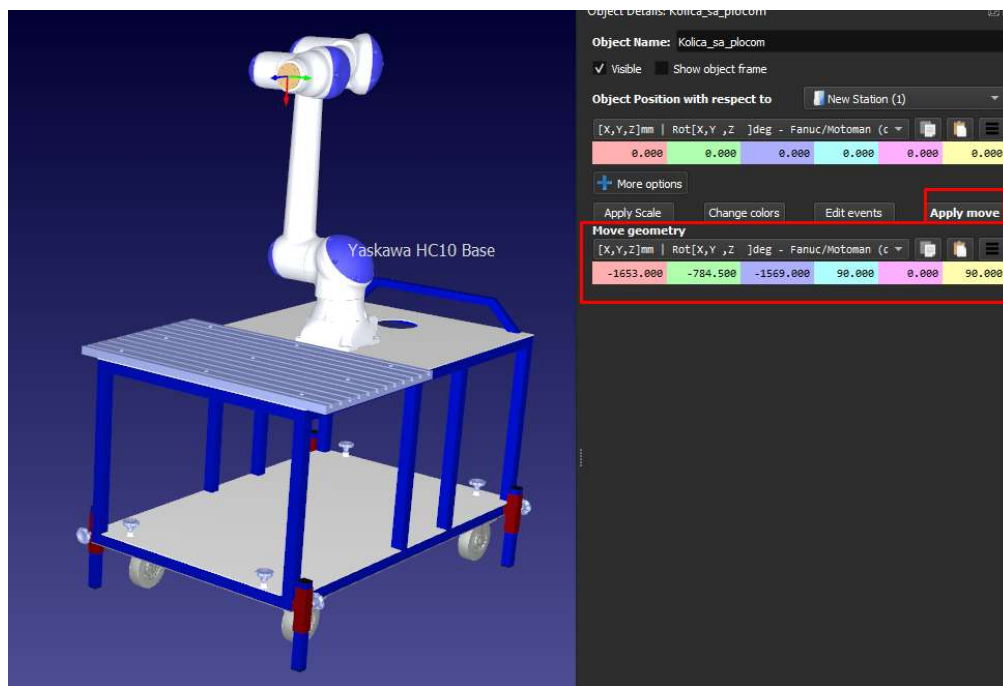 Yaskawa HC10 Base
Object Details: Kolica_sa_plocom
Object Name: Kolica_sa_plocom
Visible Show object frame
Object Position with respect to New Station (1)
[X,Y,Z]mm | Rot[X,Y ,Z ]deg - Fanuc/Motoman (c
0.000 0.000 0.000 0.000 0.000 0.000
More options
Apply Scale Change colors Edit events Apply move
Move geometry
[X,Y,Z]mm | Rot[X,Y ,Z ]deg - Fanuc/Motoman (c
-1653.000 -784.500 -1569.000 90.000 0.000 90.000